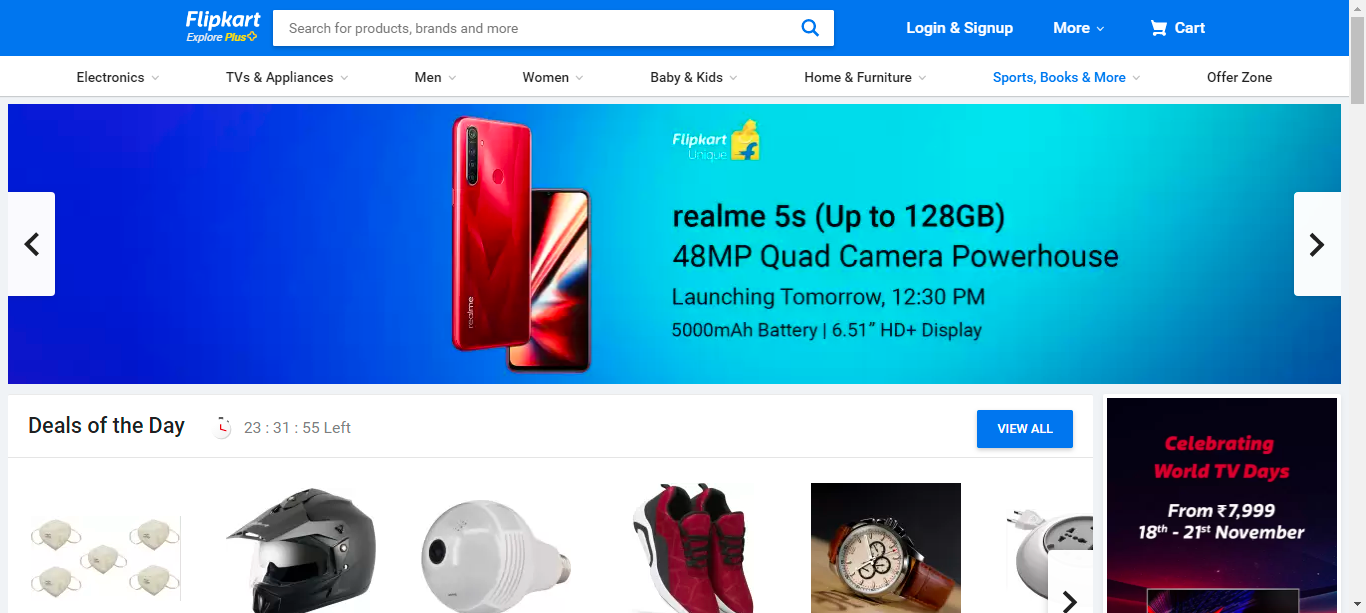 Flipkart
Explore Plus
Search for products, brands and more
Login & Signup
More
Cart
Electronics
TVs & Appliances
Men
Women
Baby & Kids
Home & Furniture
Sports, Books & More
Offer Zone
realme
Flipkart
Unique
realme 5s (Up to 128GB)
48MP Quad Camera Powerhouse
Launching Tomorrow, 12:30 PM
5000mAh Battery | 6.51” HD+ Display
Deals of the Day
23 : 31 : 55 Left
VIEW ALL
Celebrating
World TV Days
From ₹7,999
18th - 21st November